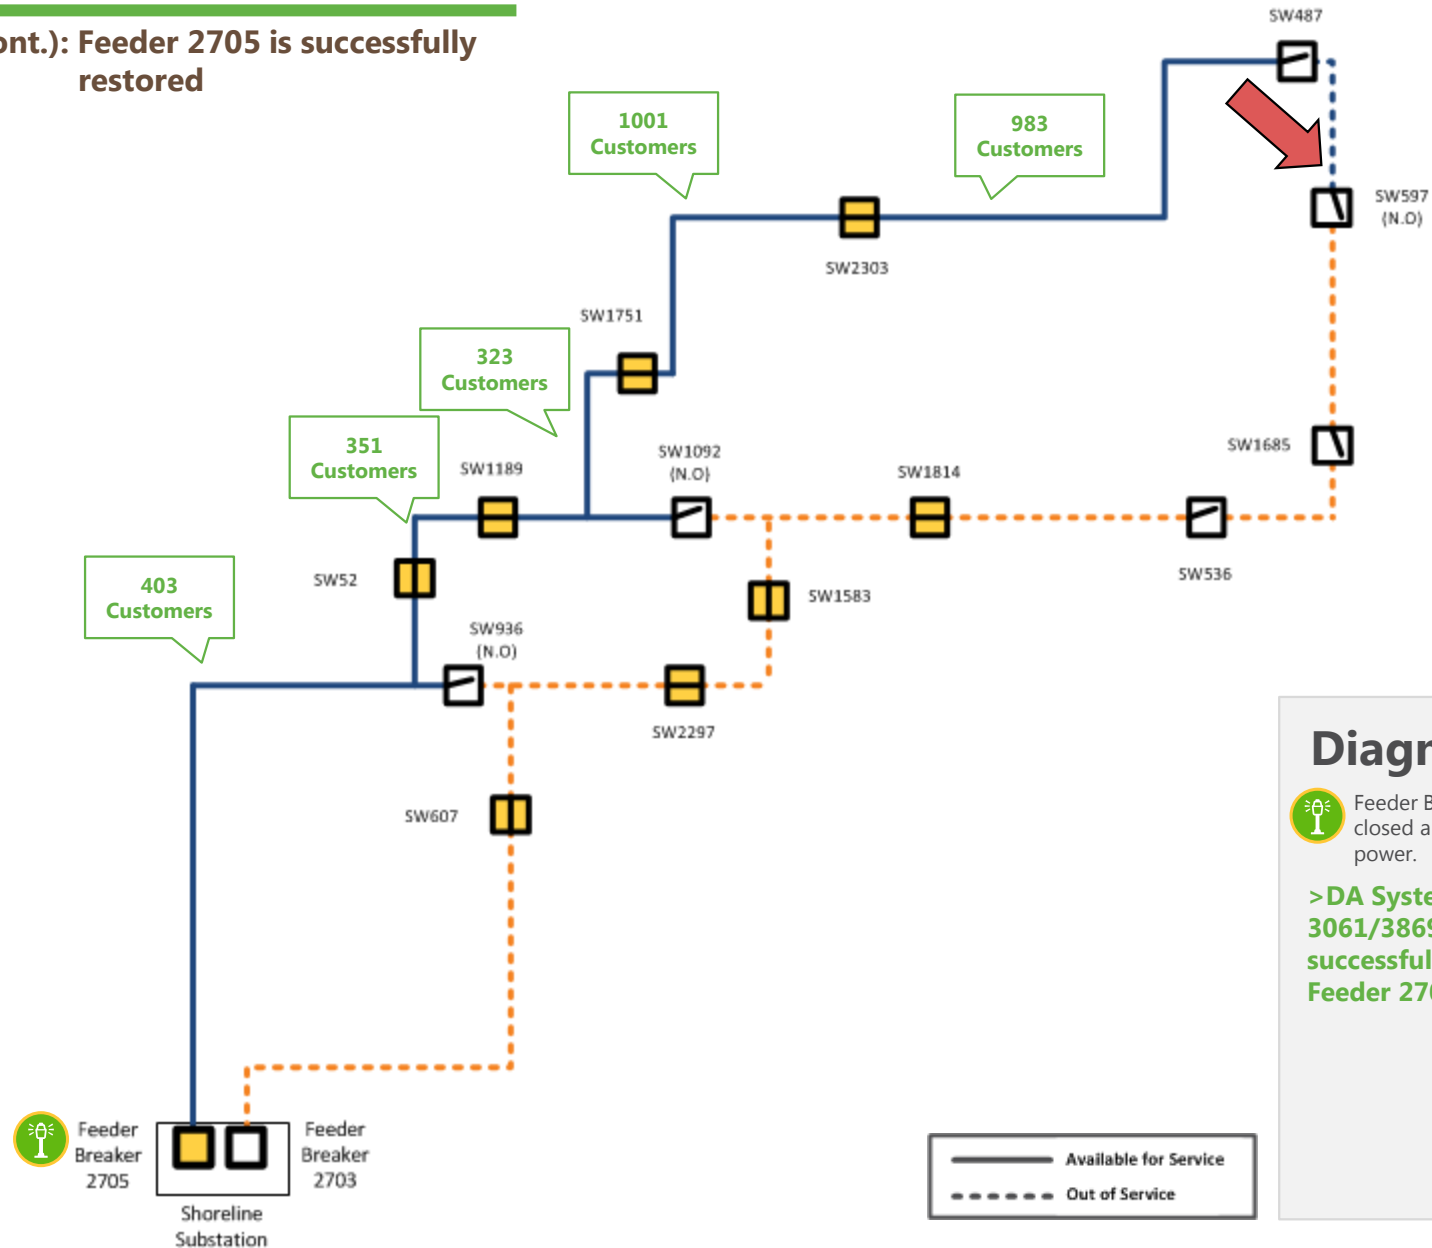 ont.): Feeder 2705 is successfully
restored
SW487
1001
Customers
983
Customers
SW597
(N.O)
SW2303
SW1751
323
Customers
351
Customers
SW1189
SW1092
(N.O)
SW1814
SW1685
SW52
SW536
403
Customers
SW1583
SW936
(N.O)
SW2297
SW607
Diagn
Feeder B
closed a
power.
>DA Syste
3061/3869
successful
Feeder 270
Feeder
Breaker
2705
Feeder
Breaker
2703
Shoreline
Substation
Available for Service
Out of Service